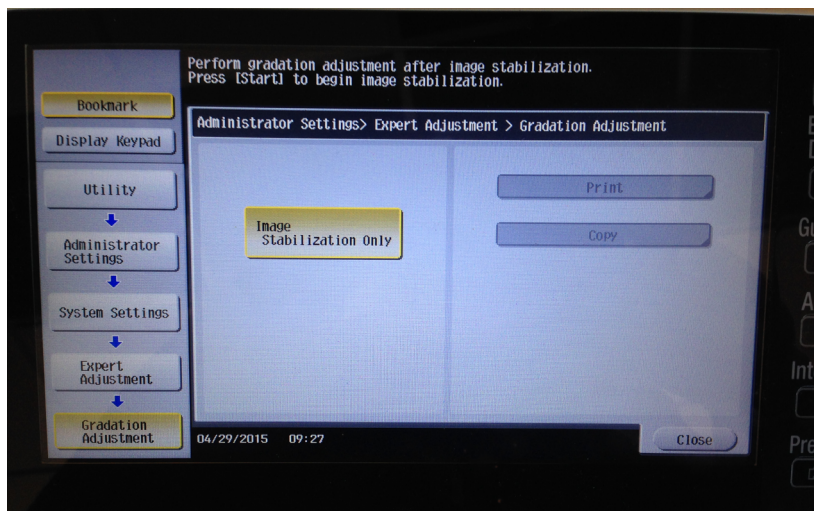 Perform gradation adjustment after image stabilization.
Press [Start] to begin image stabilization.
Bookmark
Display Keypad
Utility
Administrator
Settings
System Settings
Expert
Adjustment
Gradation
Adjustment
Administrator Settings> Expert Adjustment > Gradation Adjustment
Image
Stabilization Only
Print
Copy
04/29/2015 09:27
Close